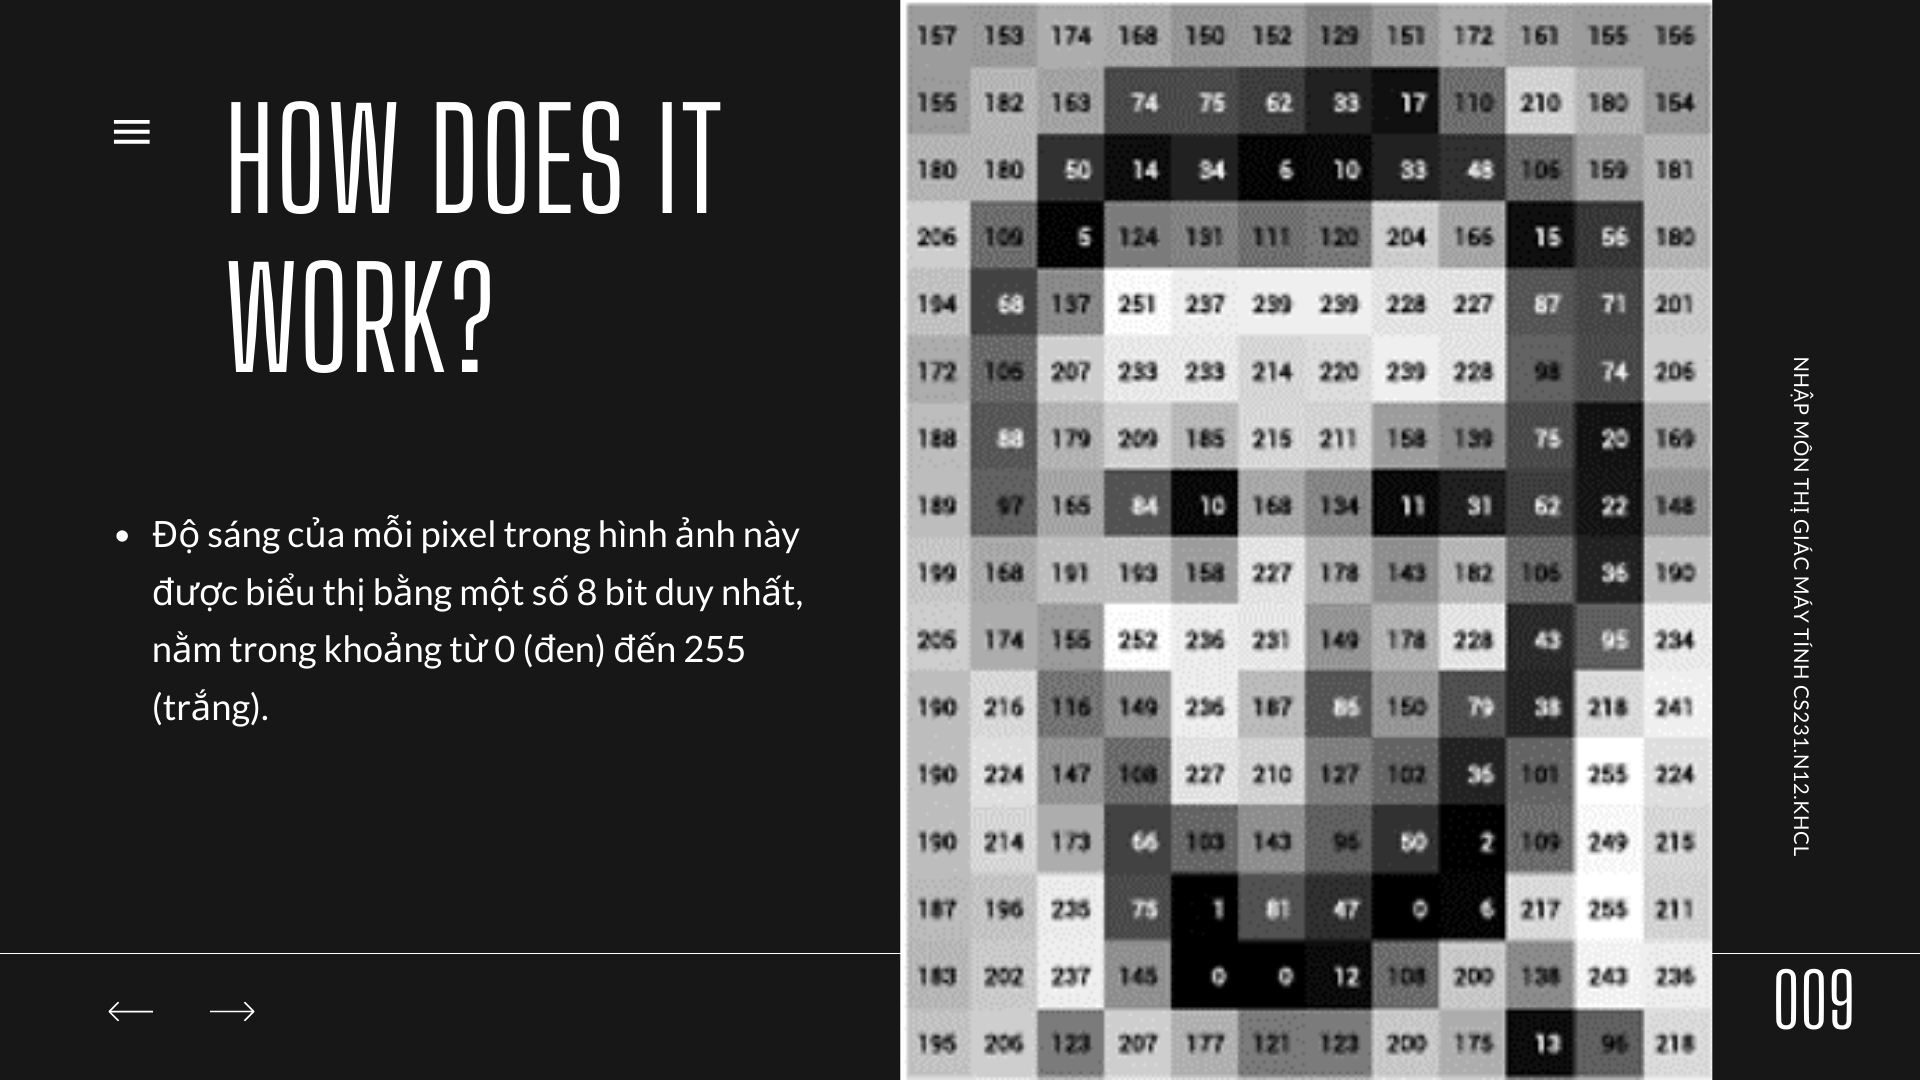 HOW DOES IT
WORK?
Độ sáng của mỗi pixel trong hình ảnh này
được biểu thị bằng một số 8 bit duy nhất,
nằm trong khoảng từ 0 (đen) đến 255
(trắng).
157 153 174 168 150 152 129 151 172 161 155 156
155 182 163 74 75 62 33 17 110 210 180 154
180 180 50 14 34 6 10 33 48 106 159 181
206 109 5 124 131 111 120 204 166 15 56 180
194 68 137 251 237 239 239 228 227 87 71 201
172 106 207 233 233 214 220 239 228 98 74 206
188 88 179 209 185 215 211 158 139 75 20 169
189 97 165 84 10 168 134 11 31 62 22 148
199 168 191 193 158 227 178 143 182 106 36 190
205 174 155 252 236 231 149 178 228 43 95 234
190 216 116 149 236 187 86 150 79 38 218 241
190 224 147 108 227 210 127 102 36 101 255 224
190 214 173 66 103 143 96 50 2 109 249 215
187 196 235 75 1 81 47 0 6 217 255 211
183 202 237 145 0 0 12 108 200 138 243 236
195 206 123 207 177 121 123 200 175 13 96 218
NHẬP MÔN THỊ GIÁC MÁY TÍNH CS231.N12.KHCL
009